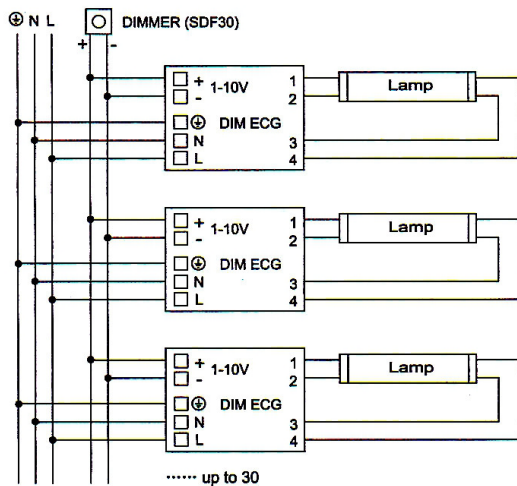 ⏚ N L
DIMMER (SDF30)
+ -
+ 1-10V 1 Lamp
- 2
⏚ DIM ECG
N 3
L 4
+ 1-10V 1 Lamp
- 2
⏚ DIM ECG
N 3
L 4
+ 1-10V 1 Lamp
- 2
⏚ DIM ECG
N 3
L 4
...... up to 30